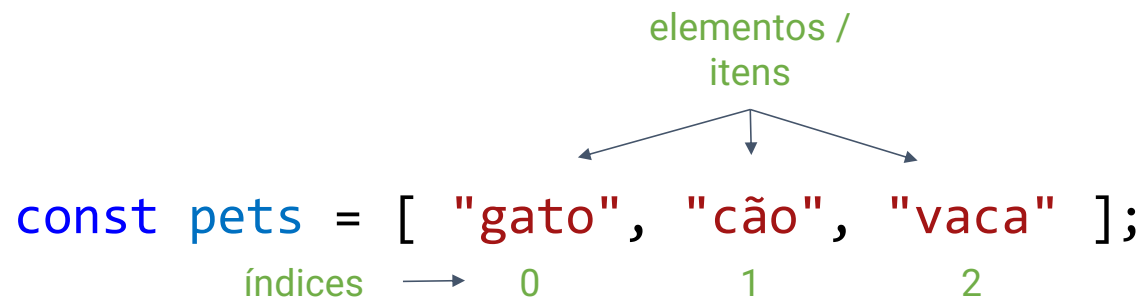 elementos /
itens
const pets = [ "gato", "cão", "vaca" ];
índices 0 1 2